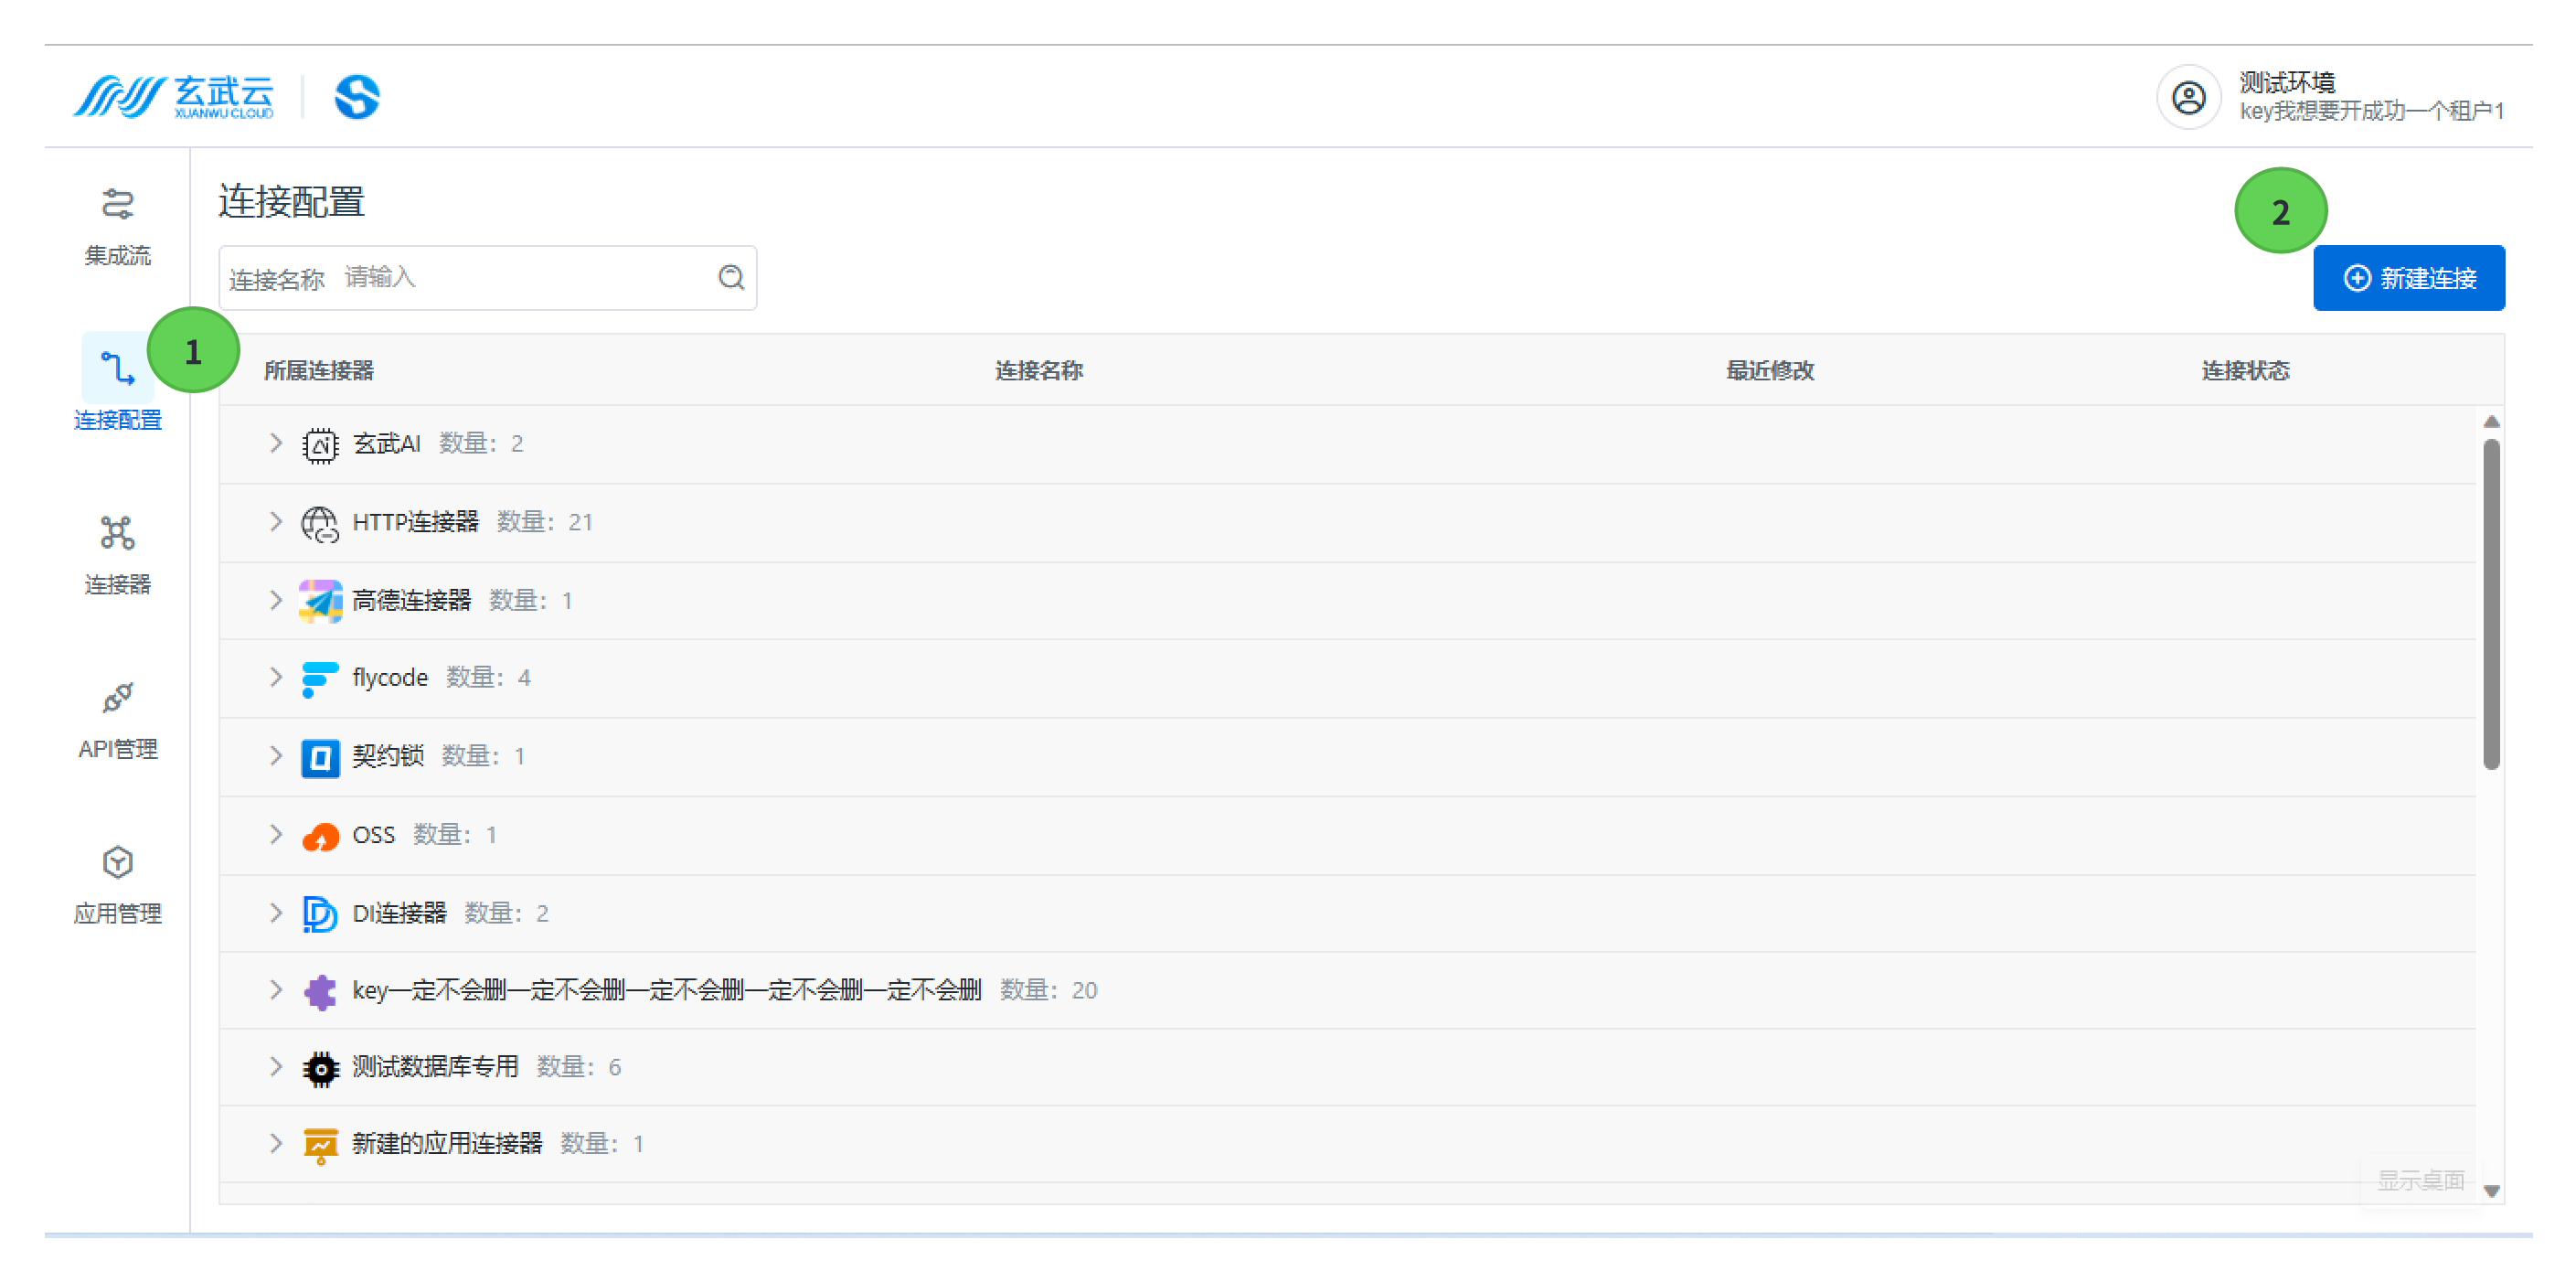 玄武云
XUANWU CLOUD
测试环境
key我想要开成功一个租户1
集成流
连接配置
连接器
API管理
应用管理
连接配置
连接名称 请输入
新建连接
1
2
所属连接器 连接名称 最近修改 连接状态
玄武AI 数量：2
HTTP连接器 数量：21
高德连接器 数量：1
flycode 数量：4
契约锁 数量：1
OSS 数量：1
DI连接器 数量：2
key一定不会删一定不会删一定不会删一定不会删一定不会删 数量：20
测试数据库专用 数量：6
新建的应用连接器 数量：1
显示桌面